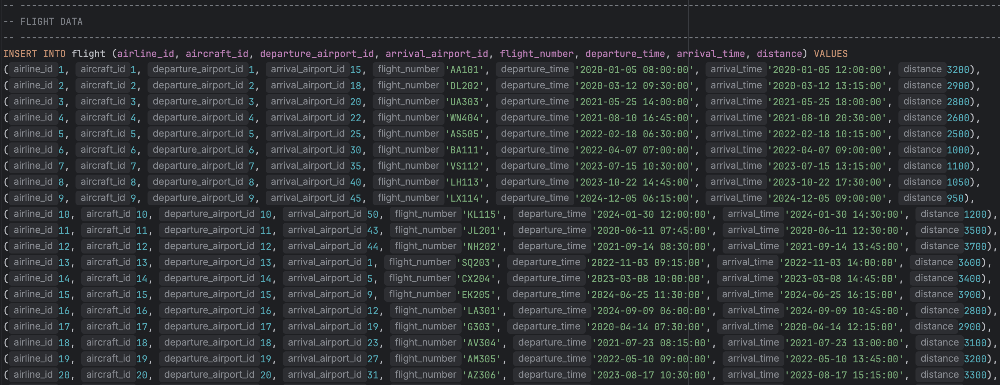 -- --------------------------------------------------------------------------------------------------------------------------------------------------------------------------
-- FLIGHT DATA
-- --------------------------------------------------------------------------------------------------------------------------------------------------------------------------
INSERT INTO flight (airline_id, aircraft_id, departure_airport_id, arrival_airport_id, flight_number, departure_time, arrival_time, distance) VALUES
( airline_id 1, aircraft_id 1, departure_airport_id 1, arrival_airport_id 15, flight_number 'AA101', departure_time '2020-01-05 08:00:00', arrival_time '2020-01-05 12:00:00', distance 3200),
( airline_id 2, aircraft_id 2, departure_airport_id 2, arrival_airport_id 18, flight_number 'DL202', departure_time '2020-03-12 09:30:00', arrival_time '2020-03-12 13:15:00', distance 2900),
( airline_id 3, aircraft_id 3, departure_airport_id 3, arrival_airport_id 20, flight_number 'UA303', departure_time '2021-05-25 14:00:00', arrival_time '2021-05-25 18:00:00', distance 2800),
( airline_id 4, aircraft_id 4, departure_airport_id 4, arrival_airport_id 22, flight_number 'WN404', departure_time '2021-08-10 16:45:00', arrival_time '2021-08-10 20:30:00', distance 2600),
( airline_id 5, aircraft_id 5, departure_airport_id 5, arrival_airport_id 25, flight_number 'AS505', departure_time '2022-02-18 06:30:00', arrival_time '2022-02-18 10:15:00', distance 2500),
( airline_id 6, aircraft_id 6, departure_airport_id 6, arrival_airport_id 30, flight_number 'BA111', departure_time '2022-04-07 07:00:00', arrival_time '2022-04-07 09:00:00', distance 1000),
( airline_id 7, aircraft_id 7, departure_airport_id 7, arrival_airport_id 35, flight_number 'VS112', departure_time '2023-07-15 10:30:00', arrival_time '2023-07-15 13:15:00', distance 1100),
( airline_id 8, aircraft_id 8, departure_airport_id 8, arrival_airport_id 40, flight_number 'LH113', departure_time '2023-10-22 14:45:00', arrival_time '2023-10-22 17:30:00', distance 1050),
( airline_id 9, aircraft_id 9, departure_airport_id 9, arrival_airport_id 45, flight_number 'LX114', departure_time '2024-12-05 06:15:00', arrival_time '2024-12-05 09:00:00', distance 950),
( airline_id 10, aircraft_id 10, departure_airport_id 10, arrival_airport_id 50, flight_number 'KL115', departure_time '2024-01-30 12:00:00', arrival_time '2024-01-30 14:30:00', distance 1200),
( airline_id 11, aircraft_id 11, departure_airport_id 11, arrival_airport_id 43, flight_number 'JL201', departure_time '2020-06-11 07:45:00', arrival_time '2020-06-11 12:30:00', distance 3500),
( airline_id 12, aircraft_id 12, departure_airport_id 12, arrival_airport_id 44, flight_number 'NH202', departure_time '2021-09-14 08:30:00', arrival_time '2021-09-14 13:45:00', distance 3700),
( airline_id 13, aircraft_id 13, departure_airport_id 13, arrival_airport_id 1, flight_number 'SQ203', departure_time '2022-11-03 09:15:00', arrival_time '2022-11-03 14:00:00', distance 3600),
( airline_id 14, aircraft_id 14, departure_airport_id 14, arrival_airport_id 5, flight_number 'CX204', departure_time '2023-03-08 10:00:00', arrival_time '2023-03-08 14:45:00', distance 3400),
( airline_id 15, aircraft_id 15, departure_airport_id 15, arrival_airport_id 9, flight_number 'EK205', departure_time '2024-06-25 11:30:00', arrival_time '2024-06-25 16:15:00', distance 3900),
( airline_id 16, aircraft_id 16, departure_airport_id 16, arrival_airport_id 12, flight_number 'LA301', departure_time '2024-09-09 06:00:00', arrival_time '2024-09-09 10:45:00', distance 2800),
( airline_id 17, aircraft_id 17, departure_airport_id 17, arrival_airport_id 19, flight_number 'G303', departure_time '2020-04-14 07:30:00', arrival_time '2020-04-14 12:15:00', distance 2900),
( airline_id 18, aircraft_id 18, departure_airport_id 18, arrival_airport_id 23, flight_number 'AV304', departure_time '2021-07-23 08:15:00', arrival_time '2021-07-23 13:00:00', distance 3100),
( airline_id 19, aircraft_id 19, departure_airport_id 19, arrival_airport_id 27, flight_number 'AM305', departure_time '2022-05-10 09:00:00', arrival_time '2022-05-10 13:45:00', distance 3200),
( airline_id 20, aircraft_id 20, departure_airport_id 20, arrival_airport_id 31, flight_number 'AZ306', departure_time '2023-08-17 10:30:00', arrival_time '2023-08-17 15:15:00', distance 3300),